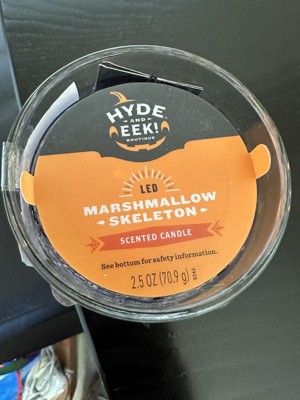 HYDE
AND
EEK!
BOUTIQUE
LED
MARSHMALLOW
SKELETON
SCENTED CANDLE
See bottom for safety information.
2.5 OZ (70.9 g)